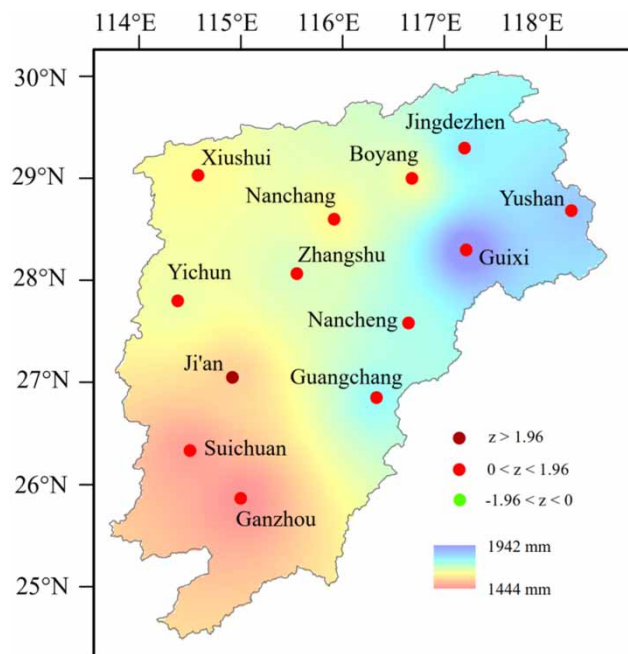 114°E 115°E 116°E 117°E 118°E
30°N
Jingdezhen
Xiushui
Boyang
29°N
Nanchang
Yushan
Zhangshu
Guixi
28°N
Yichun
Nancheng
Ji'an
Guangchang
27°N
z > 1.96
Suichuan
0 < z < 1.96
26°N
-1.96 < z < 0
Ganzhou
1942 mm
25°N
1444 mm